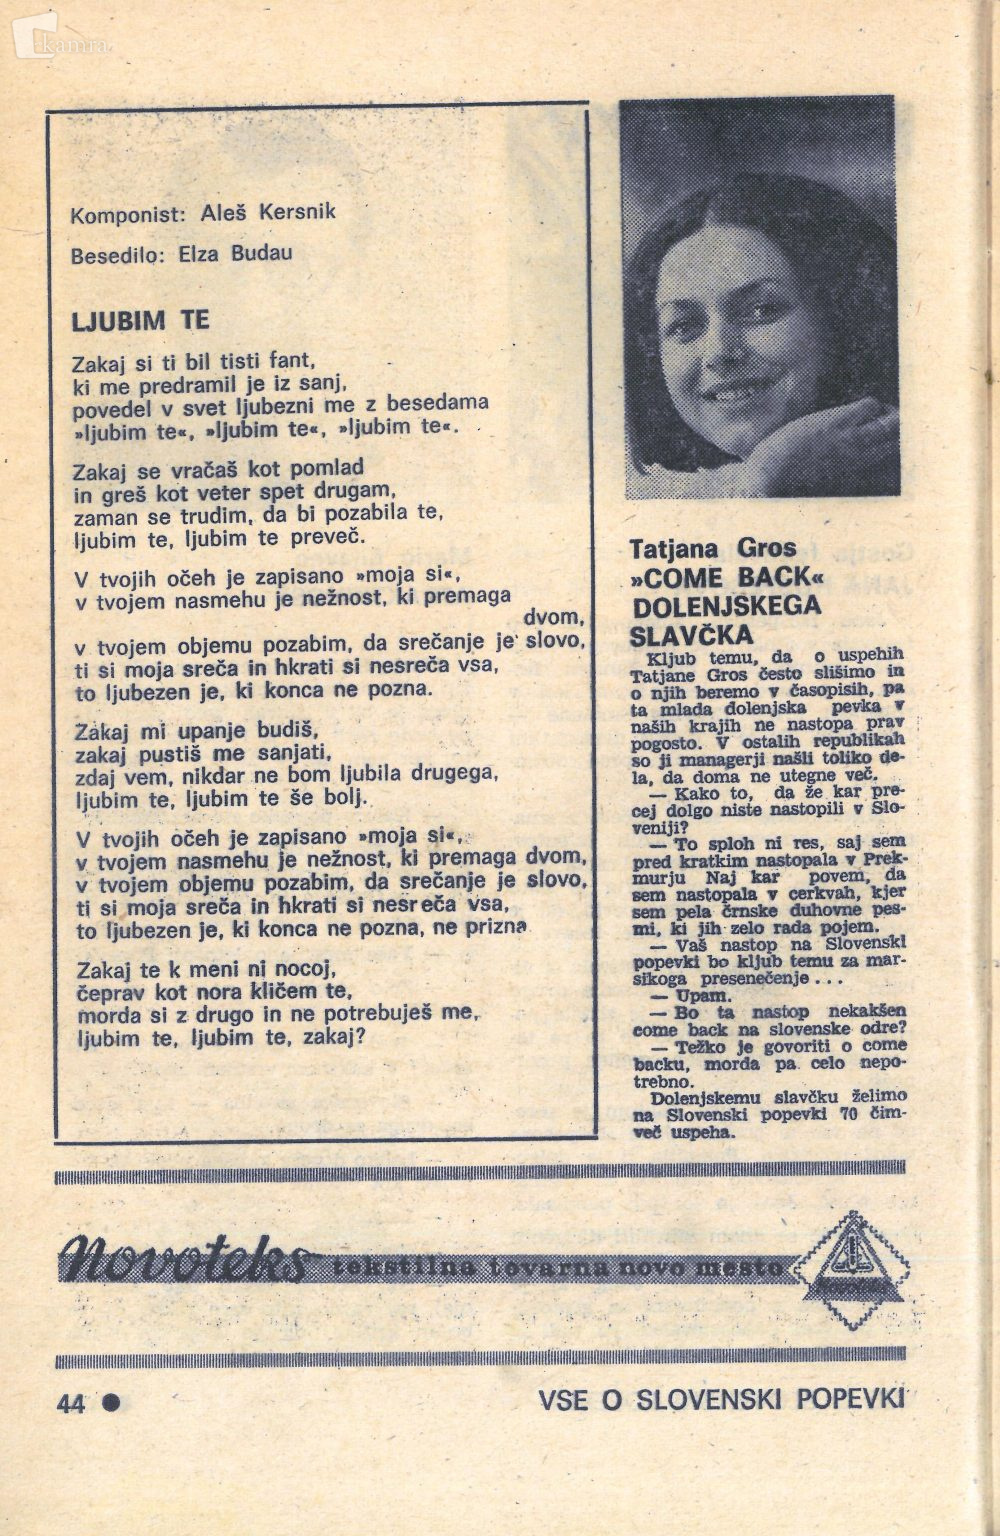 kamra
Komponist: Aleš Kersnik
Besedilo: Elza Budau
LJUBIM TE
Zakaj si ti bil tisti fant,
ki me predramil je iz sanj,
povedel v svet ljubezni me z besedama
»ljubim te«, »ljubim te«, »ljubim te«.
Zakaj se vračaš kot pomlad
in greš kot veter spet drugam,
zaman se trudim, da bi pozabila te,
ljubim te, ljubim te preveč.
V tvojih očeh je zapisano »moja si«,
v tvojem nasmehu je nežnost, ki premaga
dvom,
v tvojem objemu pozabim, da srečanje je slovo,
ti si moja sreča in hkrati si nesreča vsa,
to ljubezen je, ki konca ne pozna.
Zakaj mi upanje budiš,
zakaj pustiš me sanjati,
zdaj vem, nikdar ne bom ljubila drugega,
ljubim te, ljubim te še bolj.
V tvojih očeh je zapisano »moja si«,
v tvojem nasmehu je nežnost, ki premaga dvom,
v tvojem objemu pozabim, da srečanje je slovo,
ti si moja sreča in hkrati si nesreča vsa,
to ljubezen je, ki konca ne pozna, ne prizna
Zakaj te k meni ni nocoj,
čeprav kot nora kličem te,
morda si z drugo in ne potrebuješ me,
ljubim te, ljubim te, zakaj?
Tatjana Gros
»COME BACK«
DOLENJSKEGA
SLAVČKA
Kljub temu, da o uspehih
Tatjane Gros često slišimo in
o njih beremo v časopisih, pa
ta mlada dolenjska pevka v
naših krajih ne nastopa prav
pogosto. V ostalih republikah
so ji managerji našli toliko de-
la, da doma ne utegne več.
— Kako to, da že kar pre-
cej dolgo niste nastopili v Slo-
veniji?
— To sploh ni res, saj sem
pred kratkim nastopala v Prek-
murju Naj kar povem, da
sem nastopala v cerkvah, kjer
sem pela črnske duhovne pes-
mi, ki jih zelo rada pojem.
— Vaš nastop na Slovenski
popevki bo kljub temu za mar-
sikoga presenečenje...
— Upam.
— Bo ta nastop nekakšen
come back na slovenske odre?
— Težko je govoriti o come
backu, morda pa celo nepo-
trebno.
Dolenjskemu slavčku želimo
na Slovenski popevki 70 čim-
več uspeha.
Novoteks tekstilna tovarna novo mesto
44 ● VSE O SLOVENSKI POPEVKI